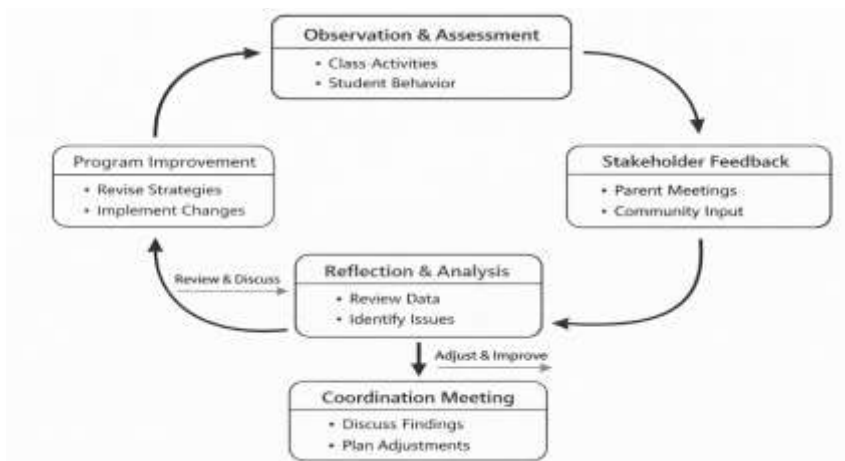 Observation & Assessment
• Class Activities
• Student Behavior
Program Improvement
• Revise Strategies
• Implement Changes
Stakeholder Feedback
• Parent Meetings
• Community Input
Review & Discuss
Reflection & Analysis
• Review Data
• Identify Issues
Adjust & Improve
Coordination Meeting
• Discuss Findings
• Plan Adjustments